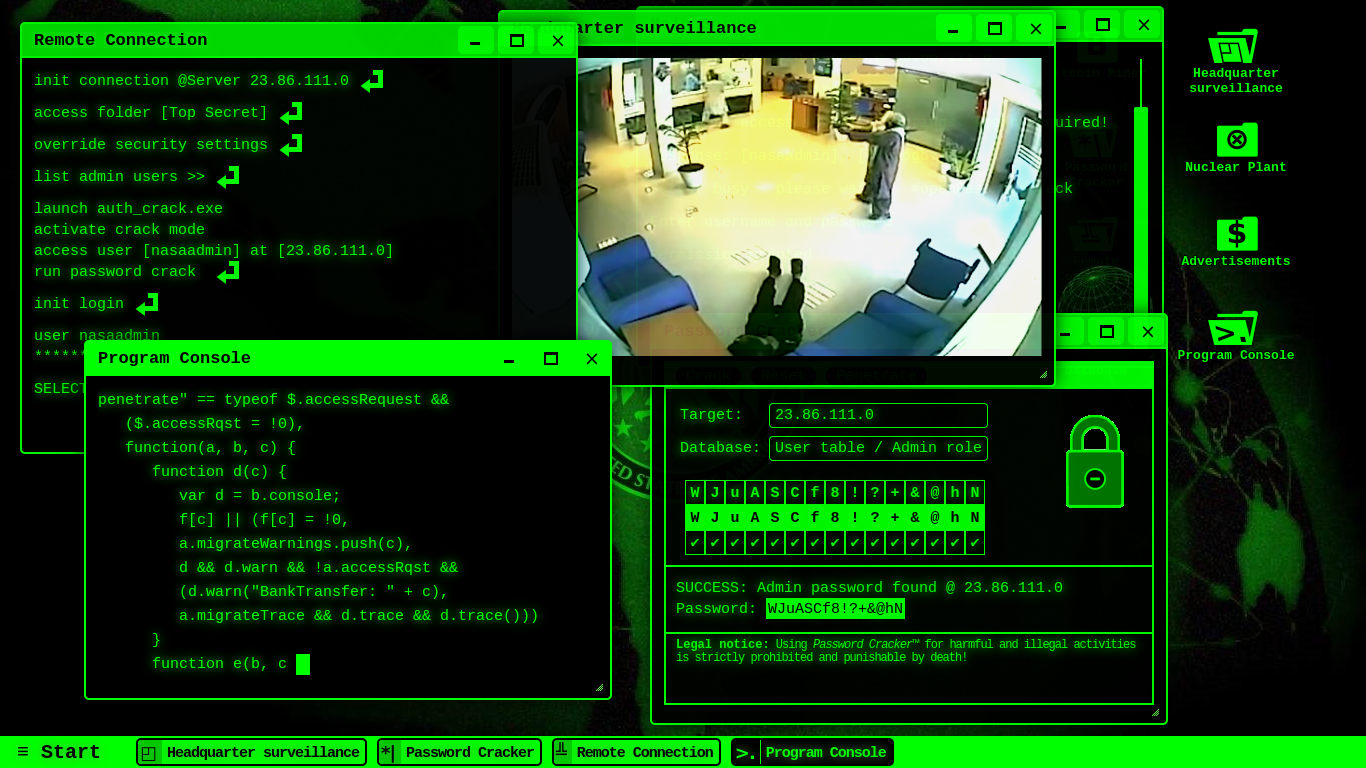 Remote Connection
init connection @Server 23.86.111.0
access folder [Top Secret]
override security settings
list admin users >>
launch auth_crack.exe
activate crack mode
access user [nasaadmin] at [23.86.111.0]
run password crack
init login
user nasaadmin
SELECT
surveillance
uired!
ck
Program Console
penetrate" == typeof $.accessRequest &&
($.accessRqst = !0),
function(a, b, c) {
function d(c) {
var d = b.console;
f[c] || (f[c] = !0,
a.migrateWarnings.push(c),
d && d.warn && !a.accessRqst &&
(d.warn("BankTransfer: " + c),
a.migrateTrace && d.trace && d.trace()))
}
function e(b, c
Target: 23.86.111.0
Database: User table / Admin role
W J u A S C f 8 ! ? + & @ h N
W J u A S C f 8 ! ? + & @ h N
✔ ✔ ✔ ✔ ✔ ✔ ✔ ✔ ✔ ✔ ✔ ✔ ✔ ✔ ✔
SUCCESS: Admin password found @ 23.86.111.0
Password: WJuASCf8!?+&@hN
Legal notice: Using Password Cracker™ for harmful and illegal activities
is strictly prohibited and punishable by death!
Headquarter
surveillance
Nuclear Plant
$
Advertisements
>.
Program Console
≡ Start
Headquarter surveillance
*| Password Cracker
Remote Connection
>. Program Console